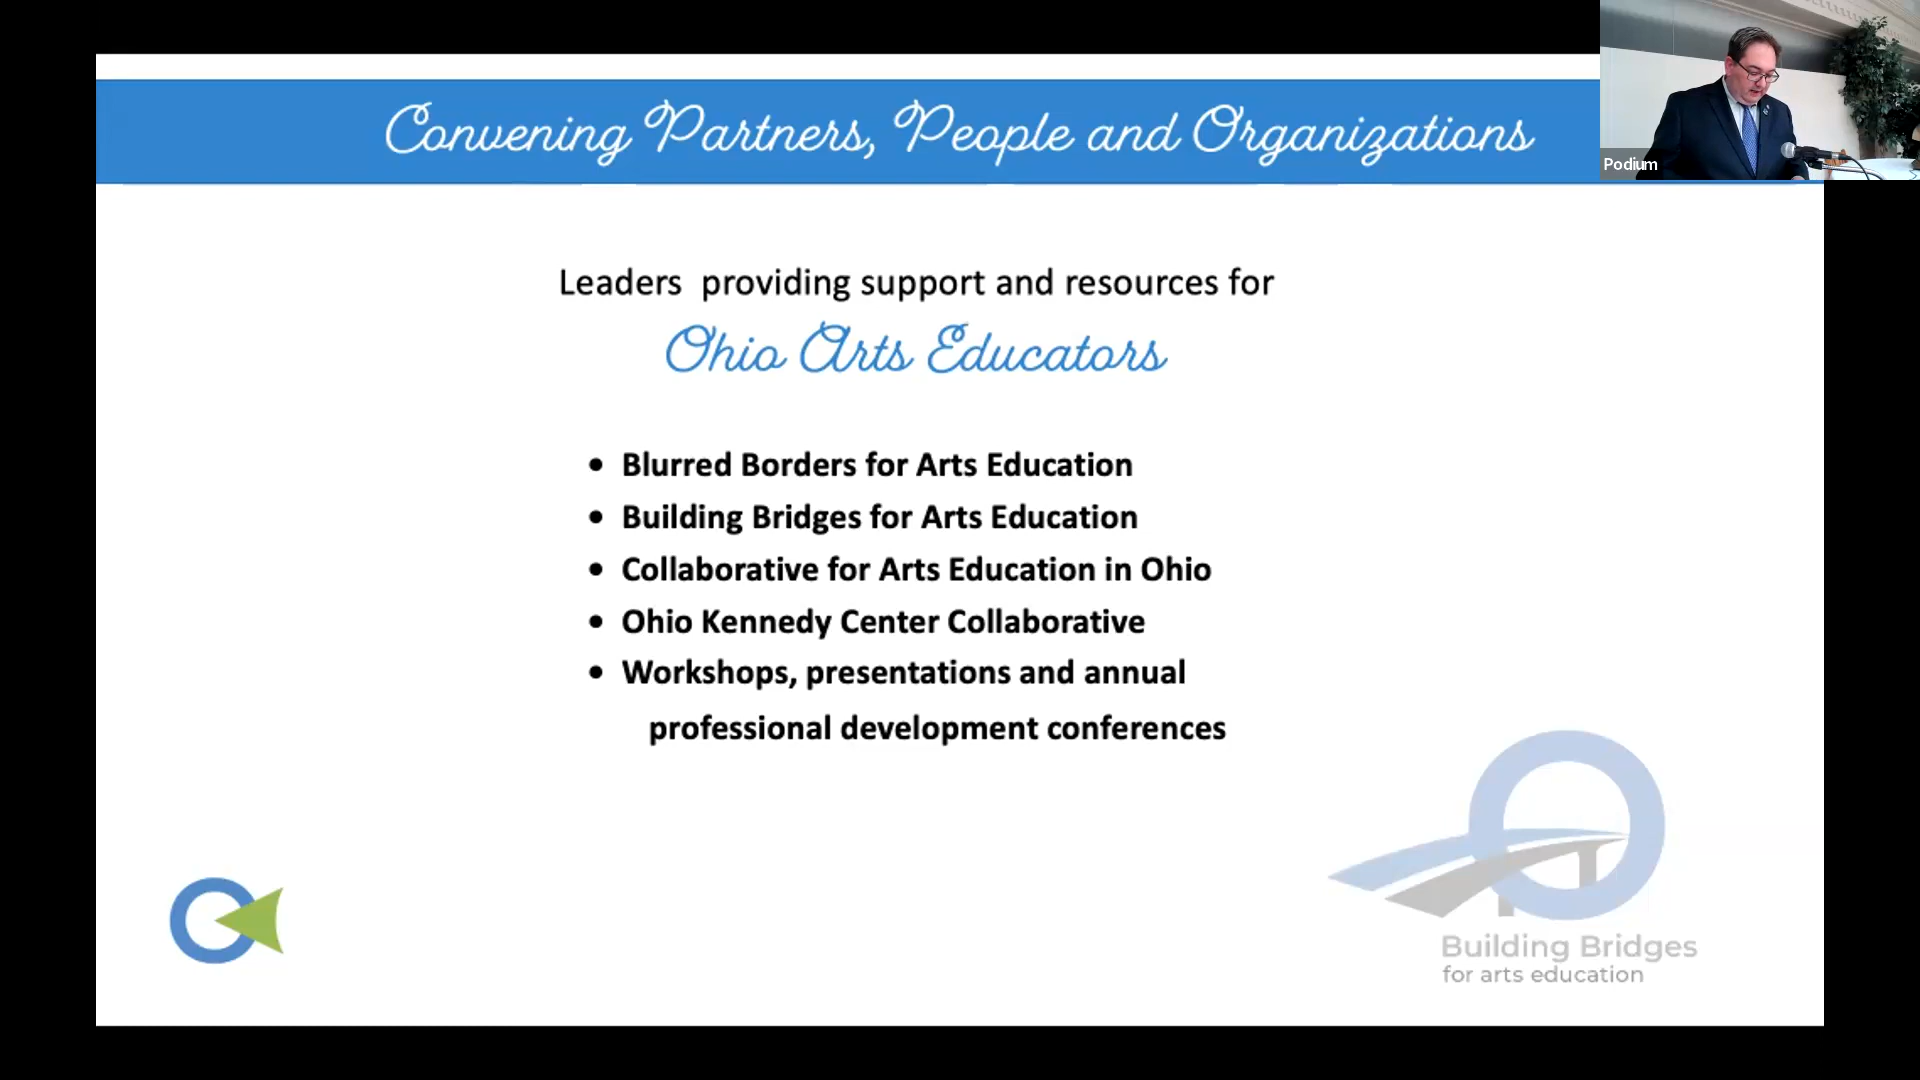 Convening Partners, People and Organizations
Podium
Leaders providing support and resources for
Ohio Arts Educators
• Blurred Borders for Arts Education
• Building Bridges for Arts Education
• Collaborative for Arts Education in Ohio
• Ohio Kennedy Center Collaborative
• Workshops, presentations and annual
professional development conferences
Building Bridges
for arts education